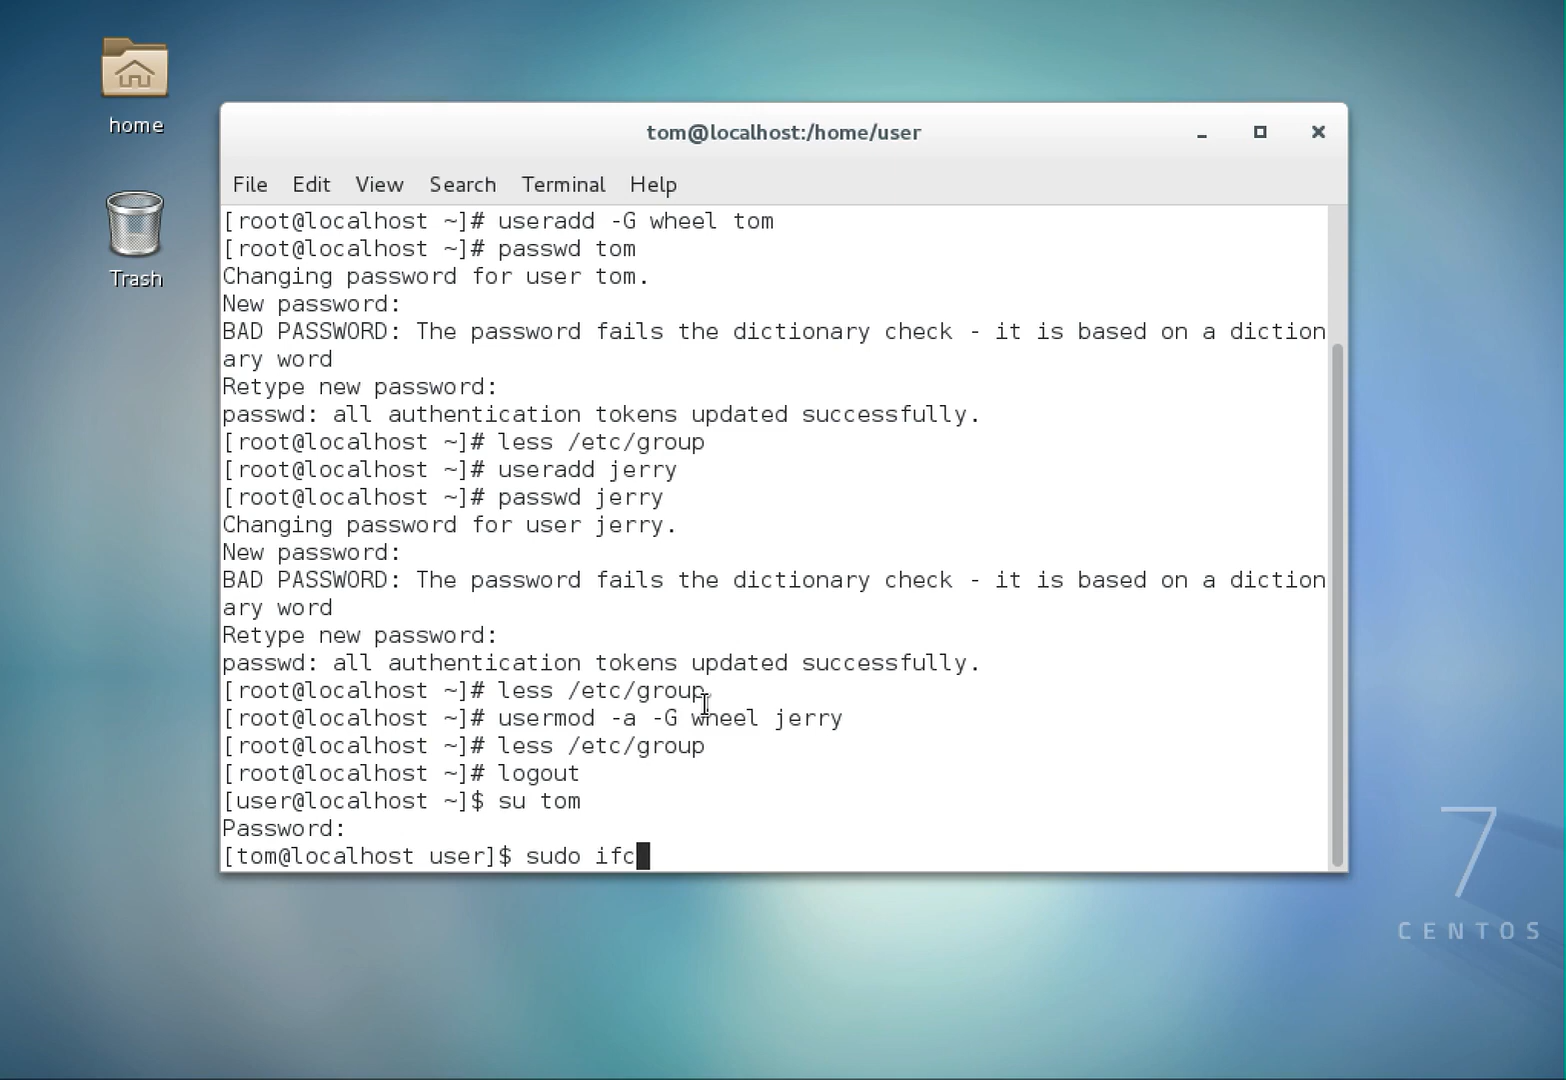 home
Trash
tom@localhost:/home/user
File Edit View Search Terminal Help
[root@localhost ~]# useradd -G wheel tom
[root@localhost ~]# passwd tom
Changing password for user tom.
New password:
BAD PASSWORD: The password fails the dictionary check - it is based on a diction
ary word
Retype new password:
passwd: all authentication tokens updated successfully.
[root@localhost ~]# less /etc/group
[root@localhost ~]# useradd jerry
[root@localhost ~]# passwd jerry
Changing password for user jerry.
New password:
BAD PASSWORD: The password fails the dictionary check - it is based on a diction
ary word
Retype new password:
passwd: all authentication tokens updated successfully.
[root@localhost ~]# less /etc/group
[root@localhost ~]# usermod -a -G wheel jerry
[root@localhost ~]# less /etc/group
[root@localhost ~]# logout
[user@localhost ~]$ su tom
Password:
[tom@localhost user]$ sudo ifc
7
CENTOS